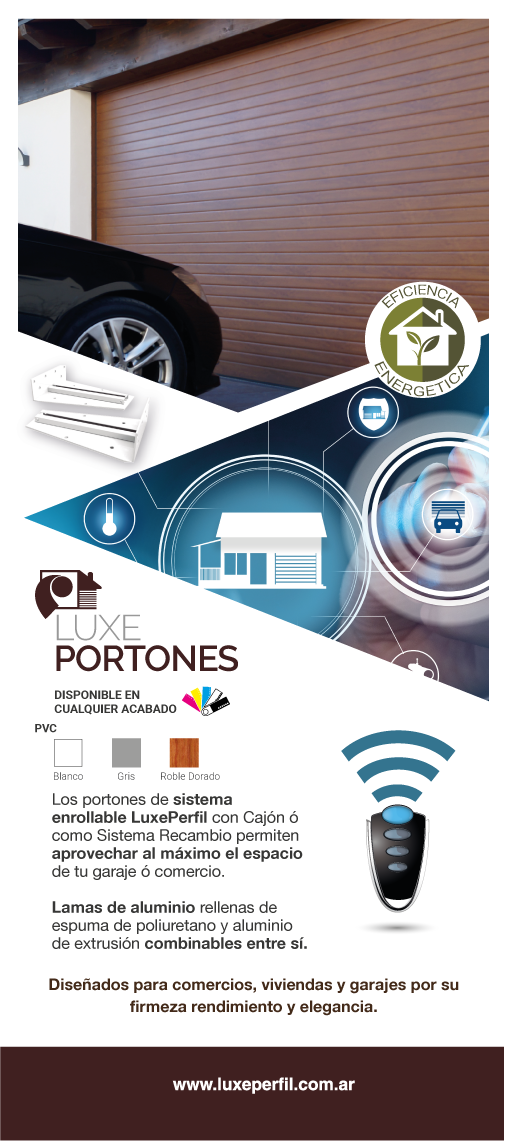 EFICIENCIA
ENERGETICA
LUXE
PORTONES
DISPONIBLE EN
CUALQUIER ACABADO
PVC
Blanco Gris Roble Dorado
Los portones de sistema
enrollable LuxePerfil con Cajón ó
como Sistema Recambio permiten
aprovechar al máximo el espacio
de tu garaje ó comercio.
Lamas de aluminio rellenas de
espuma de poliuretano y aluminio
de extrusión combinables entre sí.
Diseñados para comercios, viviendas y garajes por su
firmeza rendimiento y elegancia.
www.luxeperfil.com.ar